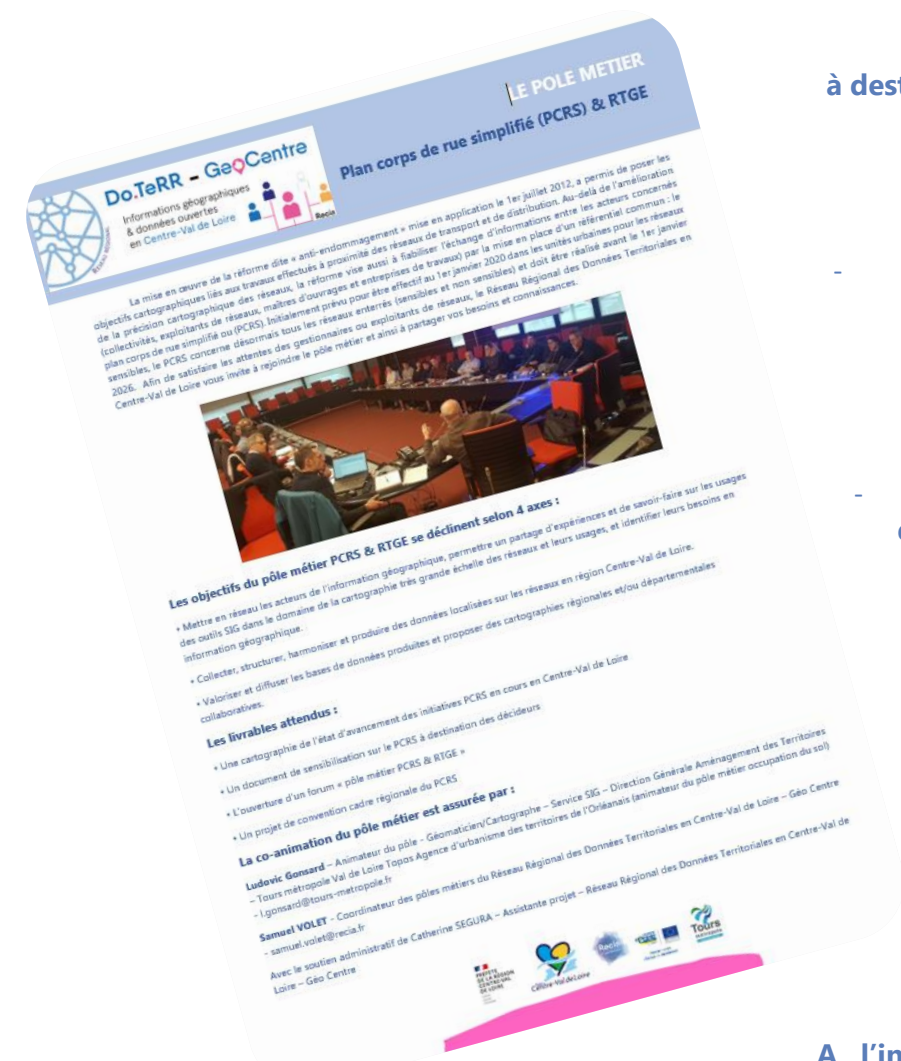 LE POLE METIER
Plan corps de rue simplifié (PCRS) & RTGE
Do.TeRR - GeoCentre
Informations géographiques
& données ouvertes
en Centre-Val de Loire
Recia
La mise en œuvre de la réforme dite « anti-endommagement » mise en application le 1er juillet 2012, a permis de poser les
objectifs cartographiques liés aux travaux effectués à proximité des réseaux de transport et de distribution. Au-delà de l'amélioration
de la précision cartographique des réseaux, la réforme vise aussi à fiabiliser l'échange d'informations entre les acteurs concernés
(collectivités, exploitants de réseaux, maîtres d'ouvrages et entreprises de travaux) par la mise en place d'un référentiel commun : le
plan corps de rue simplifié ou (PCRS). Initialement prévu pour être effectif au 1er janvier 2020 dans les unités urbaines pour les réseaux
sensibles, le PCRS concerne désormais tous les réseaux enterrés (sensibles et non sensibles) et doit être réalisé avant le 1er janvier
2026. Afin de satisfaire les attentes des gestionnaires ou exploitants de réseaux, le Réseau Régional des Données Territoriales en
Centre-Val de Loire vous invite à rejoindre le pôle métier et ainsi à partager vos besoins et connaissances.
Les objectifs du pôle métier PCRS & RTGE se déclinent selon 4 axes :
• Mettre en réseau les acteurs de l'information géographique, permettre un partage d'expériences et de savoir-faire sur les usages
des outils SIG dans le domaine de la cartographie très grande échelle des réseaux et leurs usages, et identifier leurs besoins en
information géographique.
• Collecter, structurer, harmoniser et produire des données localisées sur les réseaux en région Centre-Val de Loire.
• Valoriser et diffuser les bases de données produites et proposer des cartographies régionales et/ou départementales
collaboratives.
Les livrables attendus :
• Une cartographie de l'état d'avancement des initiatives PCRS en cours en Centre-Val de Loire
• Un document de sensibilisation sur le PCRS à destination des décideurs
• L'ouverture d'un forum « pôle métier PCRS & RTGE »
• Un projet de convention cadre régionale du PCRS
La co-animation du pôle métier est assurée par :
Ludovic Gonsard – Animateur du pôle - Géomaticien/Cartographe – Service SIG – Direction Générale Aménagement des Territoires
– Tours métropole Val de Loire Topos Agence d'urbanisme des territoires de l'Orléanais (animateur du pôle métier occupation du sol)
- l.gonsard@tours-metropole.fr
Samuel VOLET - Coordinateur des pôles métiers du Réseau Régional des Données Territoriales en Centre-Val de Loire – Géo Centre
- samuel.volet@recia.fr
Avec le soutien administratif de Catherine SEGURA – Assistante projet – Réseau Régional des Données Territoriales en Centre-Val de
Loire – Géo Centre
PRÉFÈTE
DE LA RÉGION
CENTRE-VAL
DE LOIRE
Centre-Val de Loire
Recia
Tours
à dest
-
-
A l'in